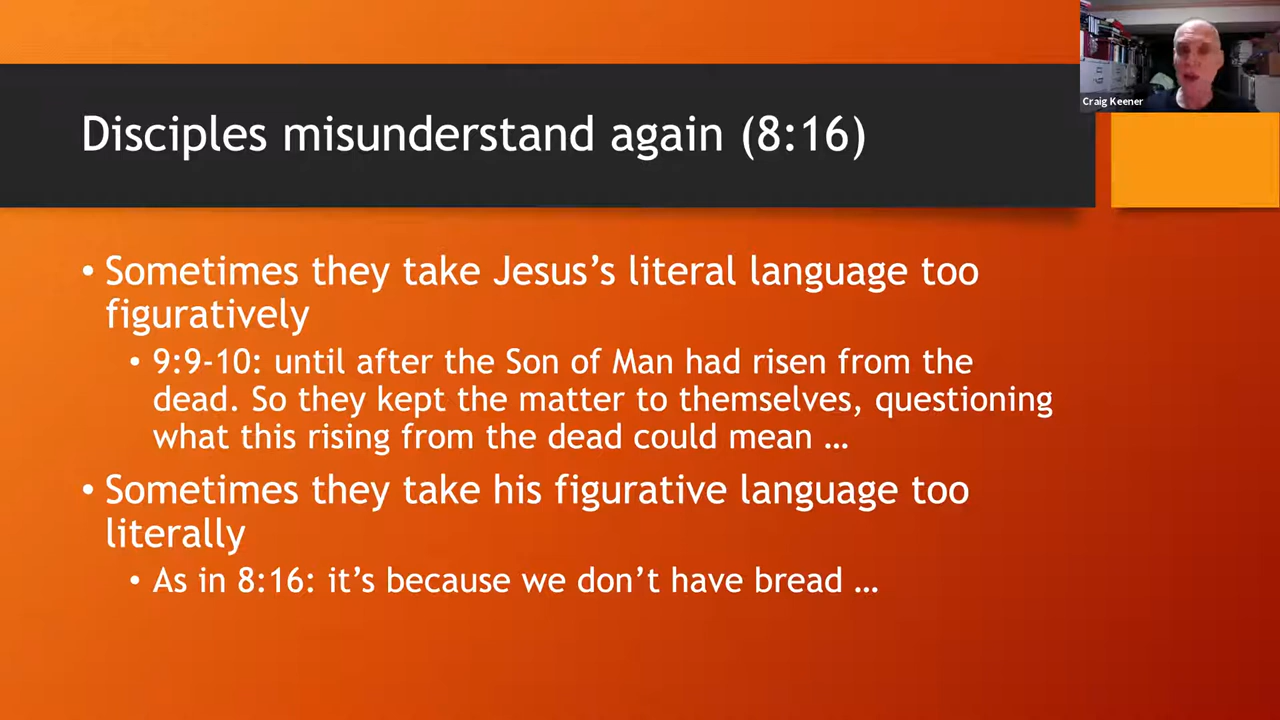 Craig Keener
Disciples misunderstand again (8:16)
• Sometimes they take Jesus’s literal language too
figuratively
• 9:9-10: until after the Son of Man had risen from the
dead. So they kept the matter to themselves, questioning
what this rising from the dead could mean …
• Sometimes they take his figurative language too
literally
• As in 8:16: it’s because we don’t have bread …